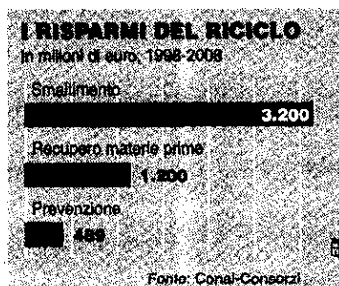 I RISPARMI DEL RICICLO
In milioni di euro, 1998-2008
Smaltimento
3.200
Recupero materie prime
1.200
Prevenzione
Fonte: Conai-Consorzi